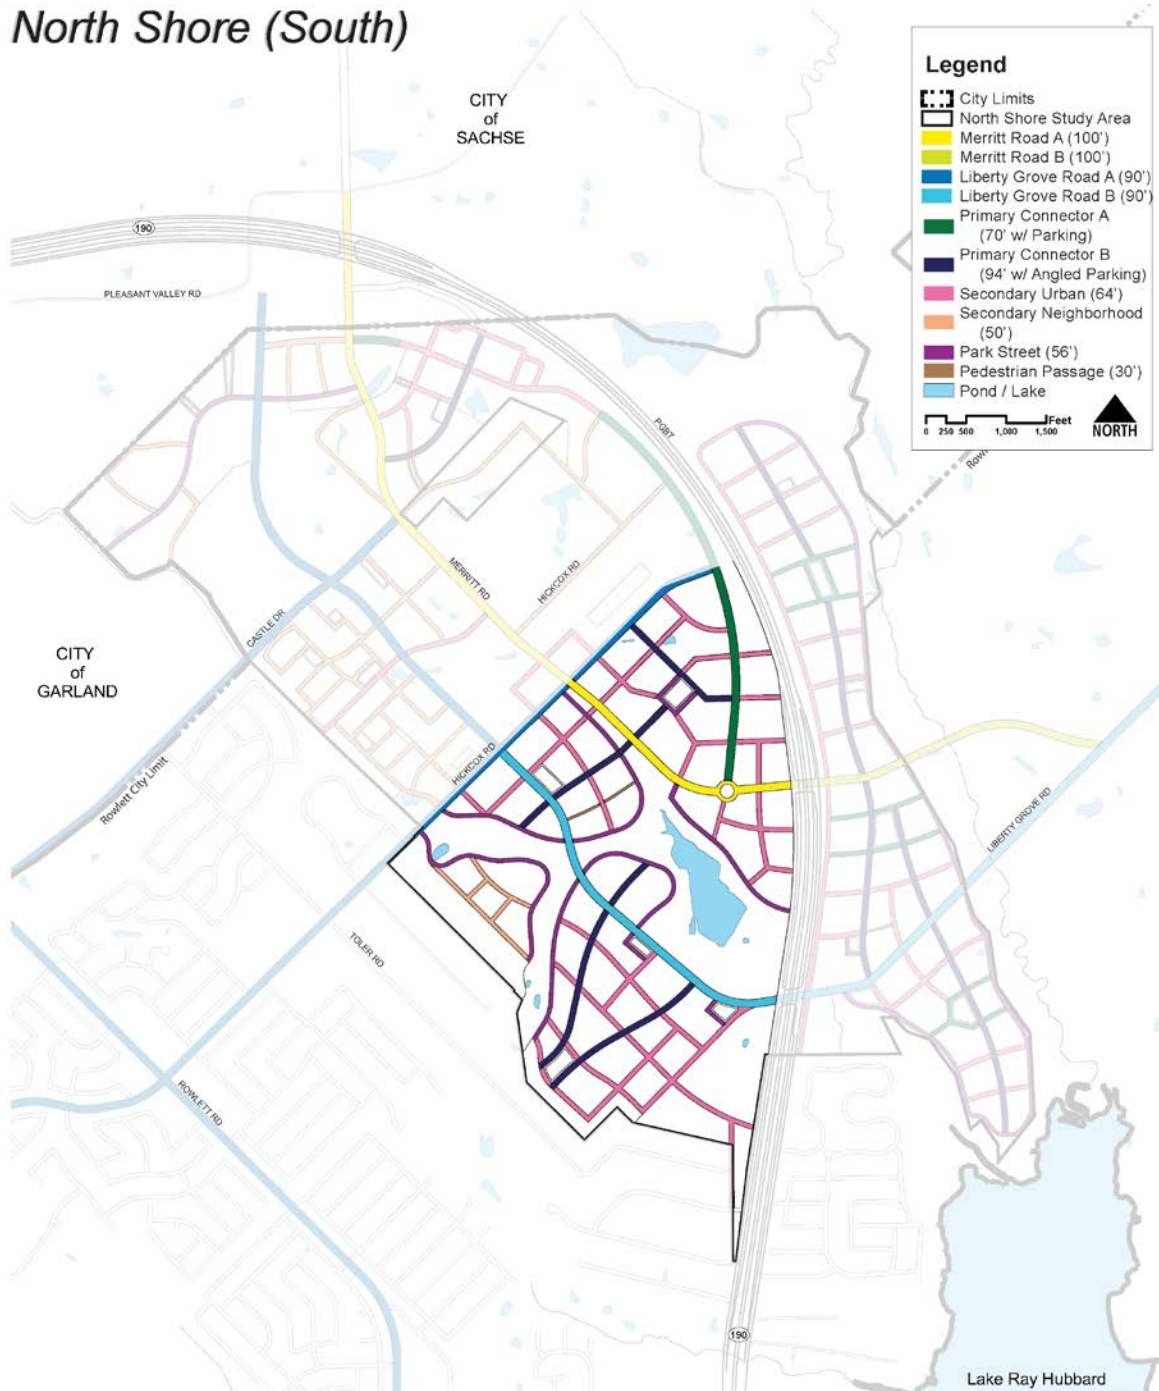 North Shore (South)
Legend
City Limits
North Shore Study Area
Merritt Road A (100')
Merritt Road B (100')
Liberty Grove Road A (90')
Liberty Grove Road B (90')
Primary Connector A
(70' w/ Parking)
Primary Connector B
(94' w/ Angled Parking)
Secondary Urban (64')
Secondary Neighborhood
(50')
Park Street (56')
Pedestrian Passage (30')
Pond / Lake
Feet
0 250 500 1,000 1,500
NORTH
CITY
of
SACHSE
190
PLEASANT VALLEY RD
PGBT
MERRITT RD
HICKCOX RD
CASTLE DR
CITY
of
GARLAND
HICKCOX RD
Rowlett City Limit
LIBERTY GROVE RD
TOLER RD
ROWLETT RD
190
Lake Ray Hubbard